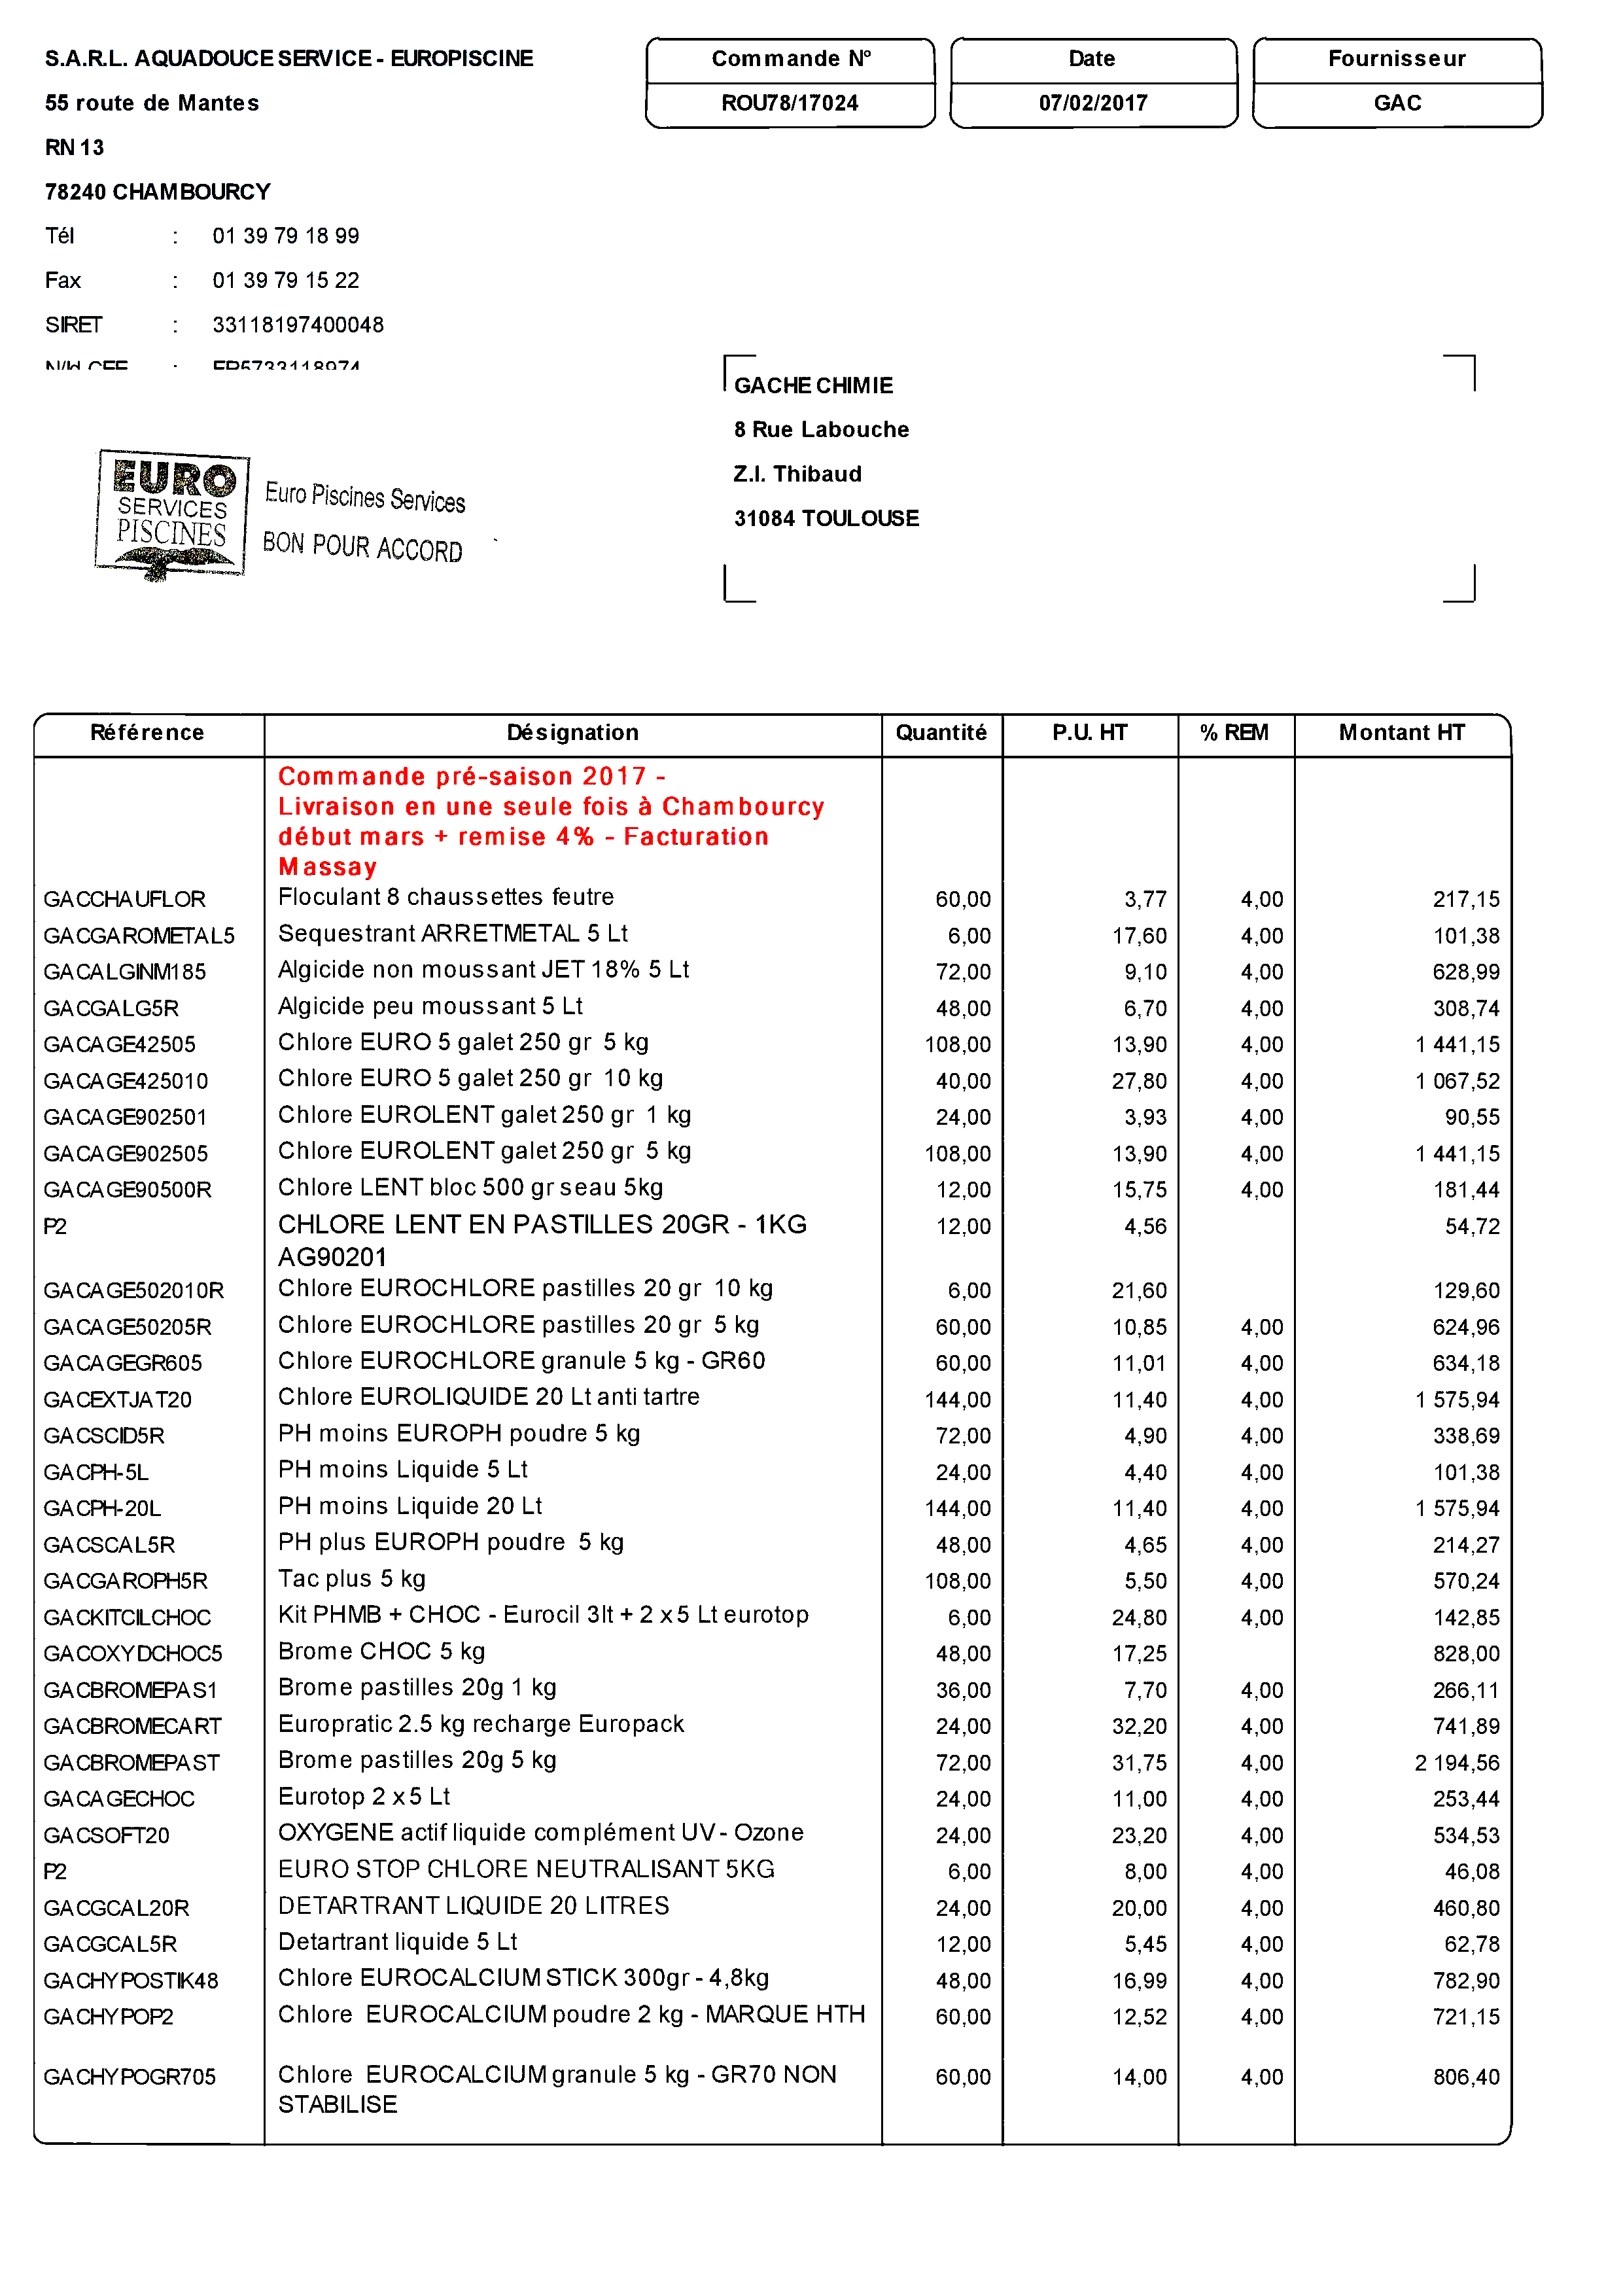 S.A.R.L. AQUADOUCE SERVICE - EUROPISCINE
55 route de Mantes
RN 13
78240 CHAMBOURCY
Tél : 01 39 79 18 99
Fax : 01 39 79 15 22
SIRET : 33118197400048
Commande N° Date Fournisseur
ROU78/17024 07/02/2017 GAC
GACHE CHIMIE
8 Rue Labouche
Z.I. Thibaud
31084 TOULOUSE
EURO
SERVICES
PISCINES
Euro Piscines Services
BON POUR ACCORD
Référence Désignation Quantité P.U. HT % REM Montant HT
Commande pré-saison 2017 -
Livraison en une seule fois à Chambourcy
début mars + remise 4% - Facturation
Massay
GACCHAUFLOR Floculant 8 chaussettes feutre 60,00 3,77 4,00 217,15
GACGAROMETAL5 Sequestrant ARRETMETAL 5 Lt 6,00 17,60 4,00 101,38
GACALGINM185 Algicide non moussant JET 18% 5 Lt 72,00 9,10 4,00 628,99
GACGALG5R Algicide peu moussant 5 Lt 48,00 6,70 4,00 308,74
GACAGE42505 Chlore EURO 5 galet 250 gr 5 kg 108,00 13,90 4,00 1 441,15
GACAGE425010 Chlore EURO 5 galet 250 gr 10 kg 40,00 27,80 4,00 1 067,52
GACAGE902501 Chlore EUROLENT galet 250 gr 1 kg 24,00 3,93 4,00 90,55
GACAGE902505 Chlore EUROLENT galet 250 gr 5 kg 108,00 13,90 4,00 1 441,15
GACAGE90500R Chlore LENT bloc 500 gr seau 5kg 12,00 15,75 4,00 181,44
P2 CHLORE LENT EN PASTILLES 20GR - 1KG 12,00 4,56 54,72
AG90201
GACAGE502010R Chlore EUROCHLORE pastilles 20 gr 10 kg 6,00 21,60 129,60
GACAGE50205R Chlore EUROCHLORE pastilles 20 gr 5 kg 60,00 10,85 4,00 624,96
GACAGEGR605 Chlore EUROCHLORE granule 5 kg - GR60 60,00 11,01 4,00 634,18
GACEXTJAT20 Chlore EUROLIQUIDE 20 Lt anti tartre 144,00 11,40 4,00 1 575,94
GACSCID5R PH moins EUROPH poudre 5 kg 72,00 4,90 4,00 338,69
GACPH-5L PH moins Liquide 5 Lt 24,00 4,40 4,00 101,38
GACPH-20L PH moins Liquide 20 Lt 144,00 11,40 4,00 1 575,94
GACSCAL5R PH plus EUROPH poudre 5 kg 48,00 4,65 4,00 214,27
GACGAROPH5R Tac plus 5 kg 108,00 5,50 4,00 570,24
GACKITCILCHOC Kit PHMB + CHOC - Eurocil 3lt + 2 x 5 Lt eurotop 6,00 24,80 4,00 142,85
GACOXYDCHOC5 Brome CHOC 5 kg 48,00 17,25 828,00
GACBROMEPAS1 Brome pastilles 20g 1 kg 36,00 7,70 4,00 266,11
GACBROMECART Europratic 2.5 kg recharge Europack 24,00 32,20 4,00 741,89
GACBROMEPAST Brome pastilles 20g 5 kg 72,00 31,75 4,00 2 194,56
GACAGECHOC Eurotop 2 x 5 Lt 24,00 11,00 4,00 253,44
GACSOFT20 OXYGENE actif liquide complément UV - Ozone 24,00 23,20 4,00 534,53
P2 EURO STOP CHLORE NEUTRALISANT 5KG 6,00 8,00 4,00 46,08
GACGCAL20R DETARTRANT LIQUIDE 20 LITRES 24,00 20,00 4,00 460,80
GACGCAL5R Detartrant liquide 5 Lt 12,00 5,45 4,00 62,78
GACHYPOSTIK48 Chlore EUROCALCIUM STICK 300gr - 4,8kg 48,00 16,99 4,00 782,90
GACHYPOP2 Chlore EUROCALCIUM poudre 2 kg - MARQUE HTH 60,00 12,52 4,00 721,15
GACHYPOGR705 Chlore EUROCALCIUM granule 5 kg - GR70 NON 60,00 14,00 4,00 806,40
STABILISE